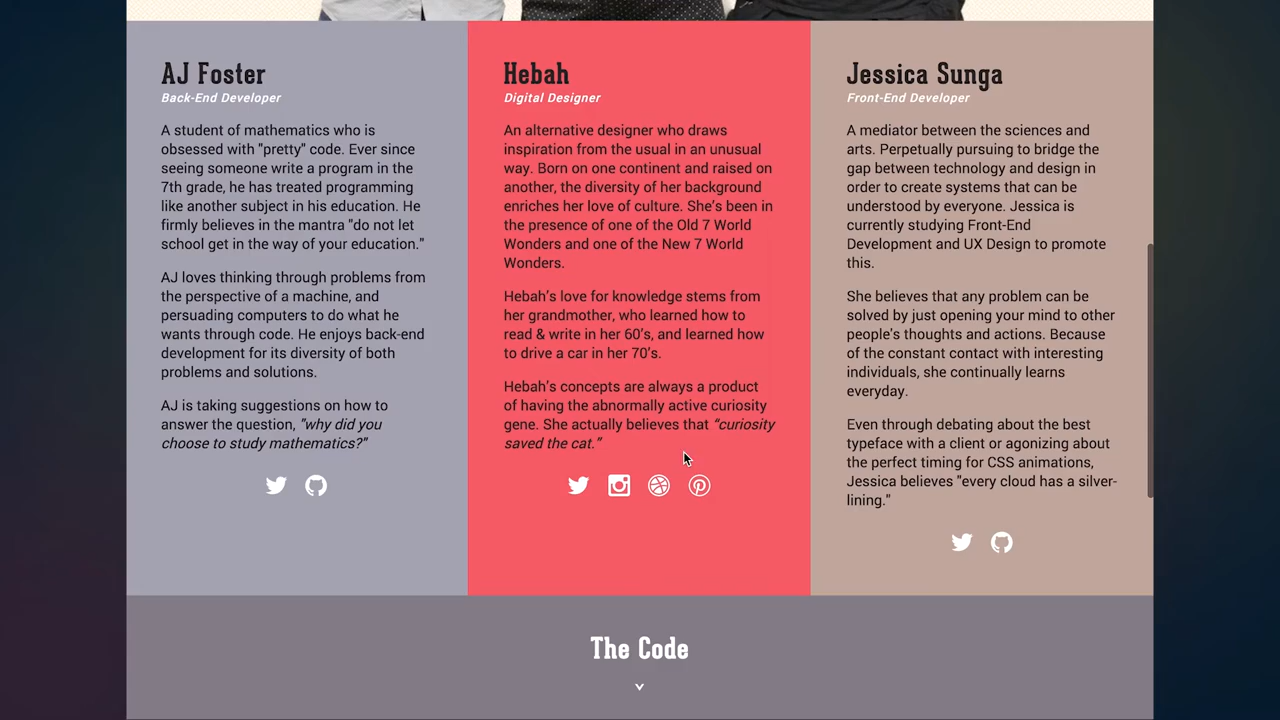 AJ Foster
Back-End Developer
A student of mathematics who is
obsessed with "pretty" code. Ever since
seeing someone write a program in the
7th grade, he has treated programming
like another subject in his education. He
firmly believes in the mantra "do not let
school get in the way of your education."
AJ loves thinking through problems from
the perspective of a machine, and
persuading computers to do what he
wants through code. He enjoys back-end
development for its diversity of both
problems and solutions.
AJ is taking suggestions on how to
answer the question, "why did you
choose to study mathematics?"
Hebah
Digital Designer
An alternative designer who draws
inspiration from the usual in an unusual
way. Born on one continent and raised on
another, the diversity of her background
enriches her love of culture. She's been in
the presence of one of the Old 7 World
Wonders and one of the New 7 World
Wonders.
Hebah's love for knowledge stems from
her grandmother, who learned how to
read & write in her 60's, and learned how
to drive a car in her 70's.
Hebah's concepts are always a product
of having the abnormally active curiosity
gene. She actually believes that “curiosity
saved the cat.”
Jessica Sunga
Front-End Developer
A mediator between the sciences and
arts. Perpetually pursuing to bridge the
gap between technology and design in
order to create systems that can be
understood by everyone. Jessica is
currently studying Front-End
Development and UX Design to promote
this.
She believes that any problem can be
solved by just opening your mind to other
people's thoughts and actions. Because
of the constant contact with interesting
individuals, she continually learns
everyday.
Even through debating about the best
typeface with a client or agonizing about
the perfect timing for CSS animations,
Jessica believes "every cloud has a silver-
lining."
The Code